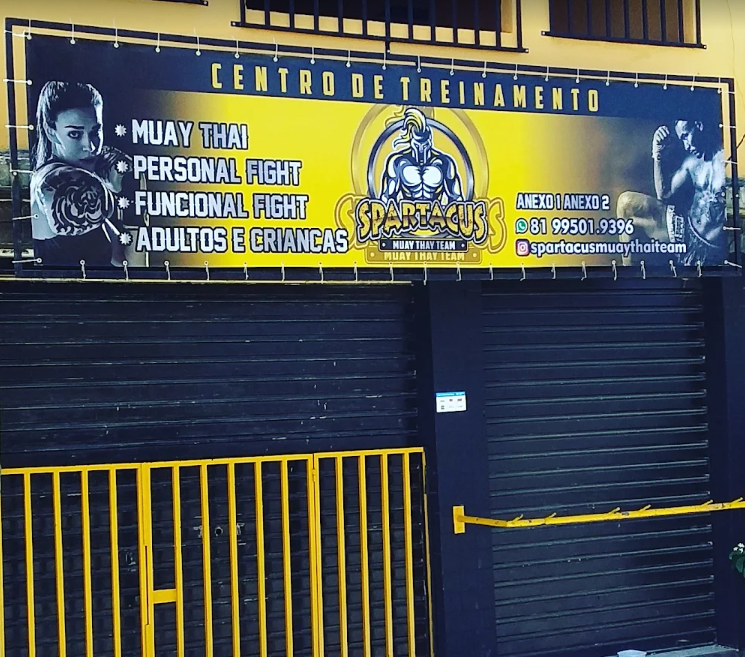 CENTRO DE TREINAMENTO
MUAY THAI
PERSONAL FIGHT
FUNCIONAL FIGHT
ADULTOS E CRIANCAS
SPARTACUS
MUAY THAY TEAM
MUAY THAY TEAM
ANEXO 1 ANEXO 2
81 99501.9396
spartacusmuaythaiteam